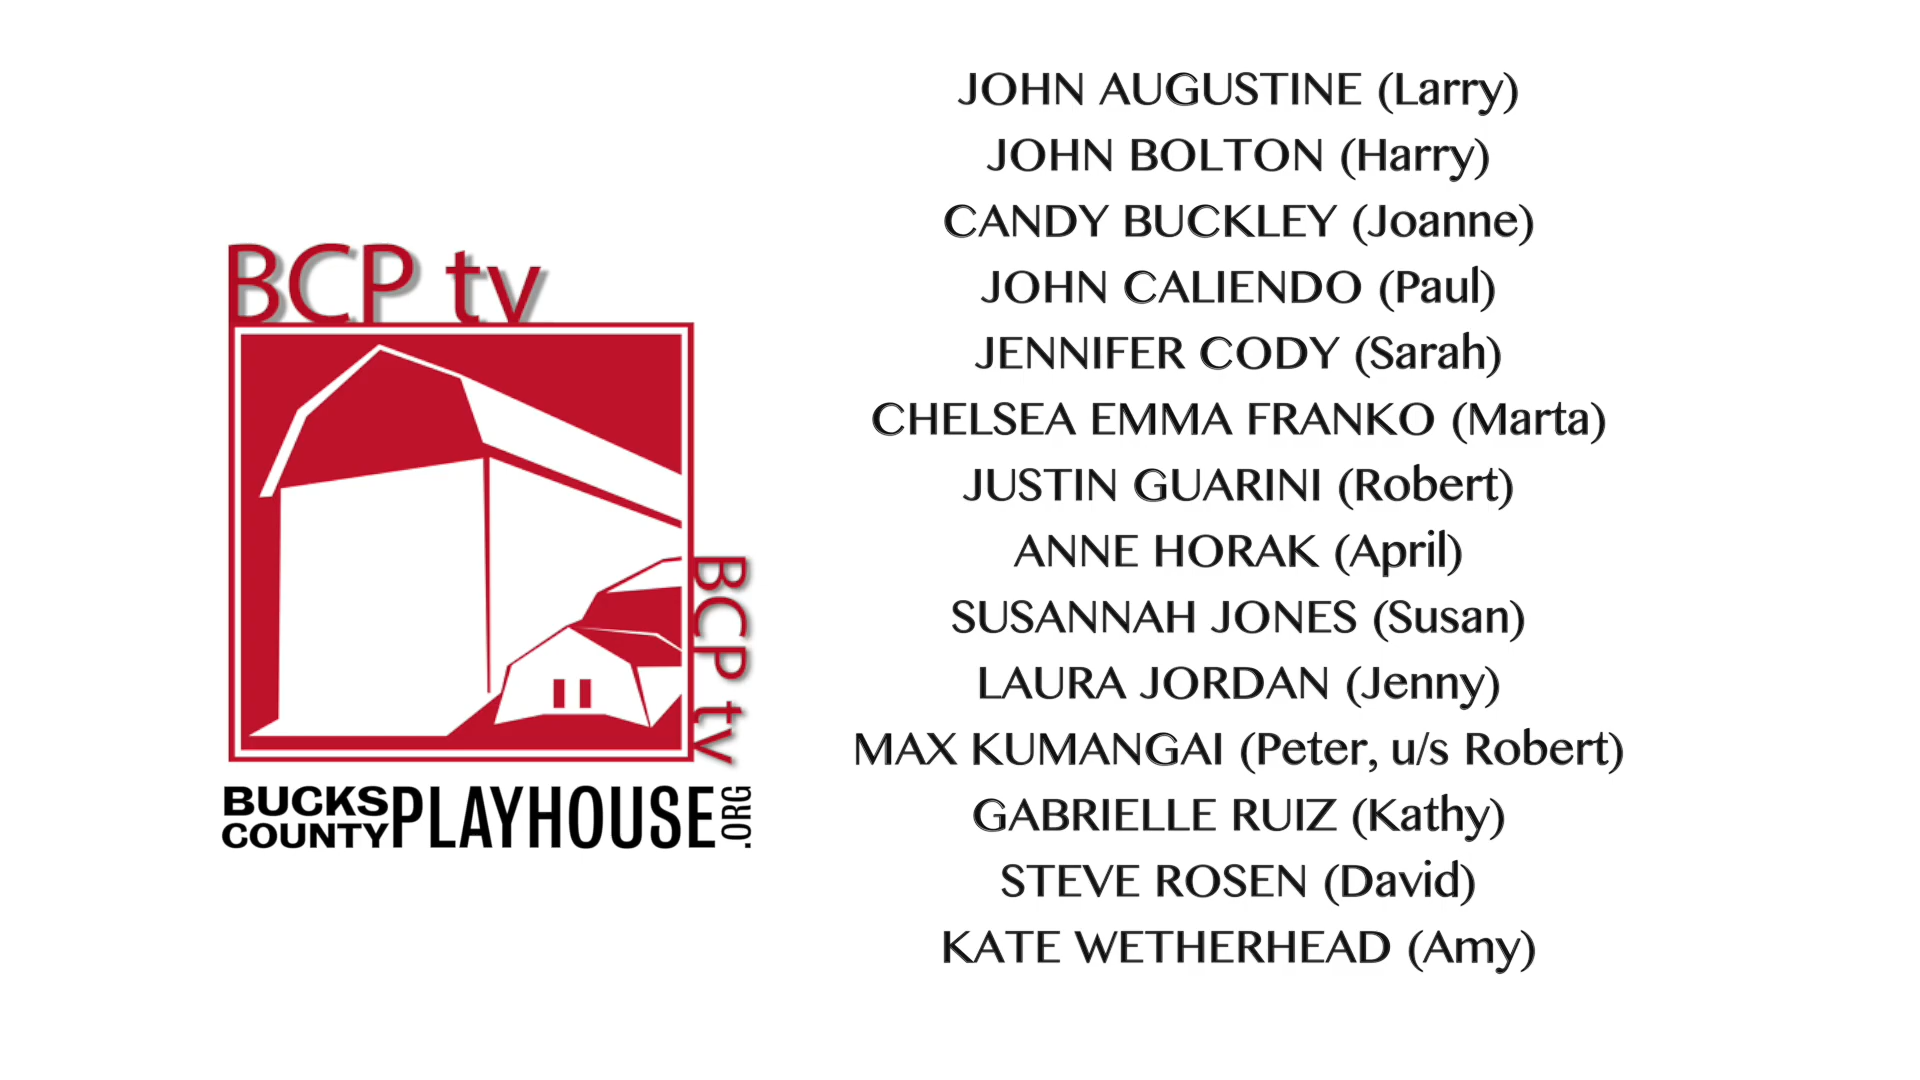 BCP tv
BCP tv
BUCKS
COUNTY
PLAYHOUSE
.ORG
JOHN AUGUSTINE (Larry)
JOHN BOLTON (Harry)
CANDY BUCKLEY (Joanne)
JOHN CALIENDO (Paul)
JENNIFER CODY (Sarah)
CHELSEA EMMA FRANKO (Marta)
JUSTIN GUARINI (Robert)
ANNE HORAK (April)
SUSANNAH JONES (Susan)
LAURA JORDAN (Jenny)
MAX KUMANGAI (Peter, u/s Robert)
GABRIELLE RUIZ (Kathy)
STEVE ROSEN (David)
KATE WETHERHEAD (Amy)